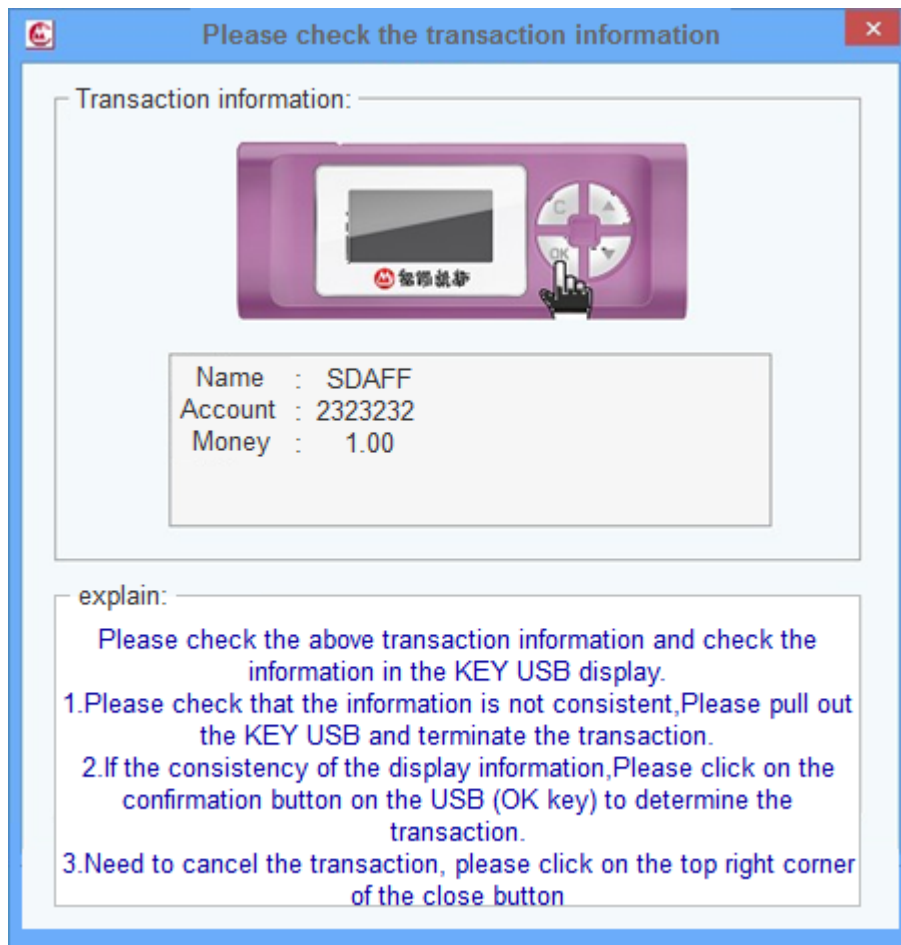 Please check the transaction information
Transaction information:
C
OK
Name : SDAFF
Account : 2323232
Money : 1.00
explain:
Please check the above transaction information and check the
information in the KEY USB display.
1.Please check that the information is not consistent,Please pull out
the KEY USB and terminate the transaction.
2.If the consistency of the display information,Please click on the
confirmation button on the USB (OK key) to determine the
transaction.
3.Need to cancel the transaction, please click on the top right corner
of the close button